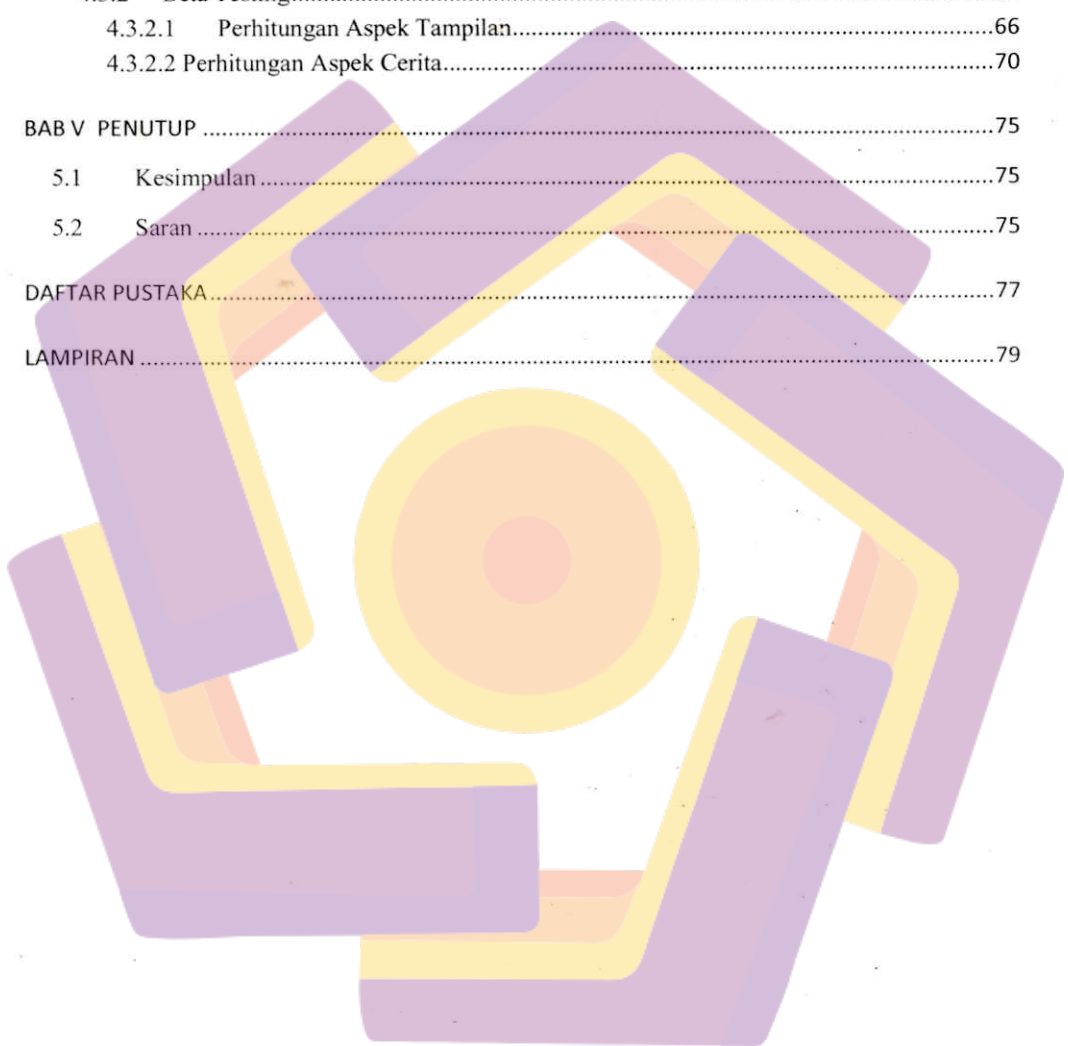 4.3.2.1 Perhitungan Aspek Tampilan........................66
4.3.2.2 Perhitungan Aspek Cerita........................70
BAB V PENUTUP ........................75
5.1 Kesimpulan ........................75
5.2 Saran ........................75
DAFTAR PUSTAKA ........................77
LAMPIRAN ........................79